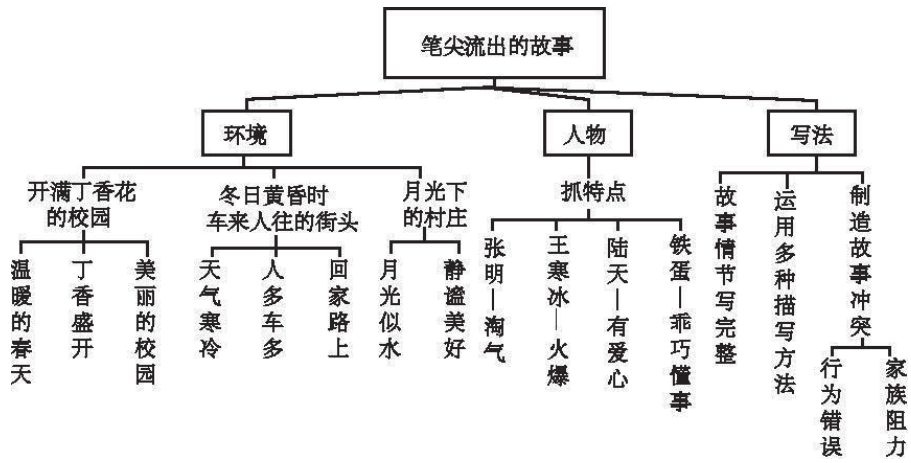 笔尖流出的故事
环境
人物
写法
开满丁香花
的校园
冬日黄昏时
车来人往的街头
月光下
的村庄
抓特点
温暖的春天
丁香盛开
美丽的校园
天气寒冷
人多车多
回家路上
月光似水
静谧美好
张明—淘气
王寒冰—火爆
陆天—有爱心
铁蛋—乖巧懂事
故事情节写完整
运用多种描写方法
制造故事冲突
行为错误
家族阻力